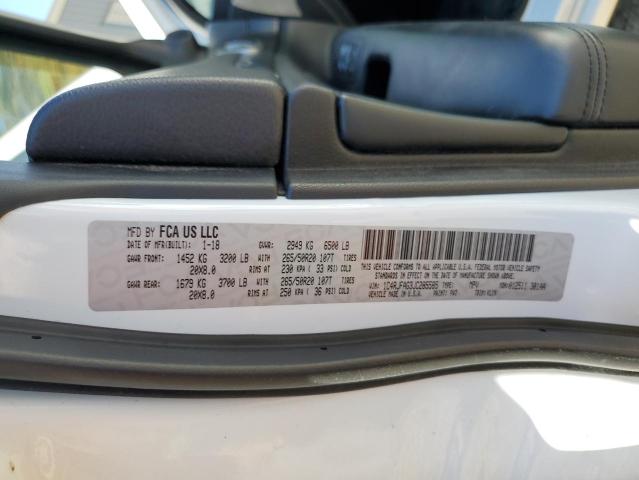 MFD BY FCA US LLC
DATE OF MFR(BUILT): 1-18 GVWR: 2949 KG 6500 LB
GAWR FRONT: 1452 KG 3200 LB 265/50R20 107T TIRES
20X8.0 RIMS AT 230 KPA ( 33 PSI) COLD
GAWR REAR: 1679 KG 3700 LB 265/50R20 107T TIRES
20X8.0 RIMS AT 250 KPA ( 36 PSI) COLD
THIS VEHICLE CONFORMS TO ALL APPLICABLE U.S.A. FEDERAL MOTOR VEHICLE SAFETY
STANDARDS IN EFFECT ON THE DATE OF MANUFACTURE SHOWN ABOVE.
VIN: TYPE: MPV
MADE IN U.S.A. PAINT: PW7 TRIM: